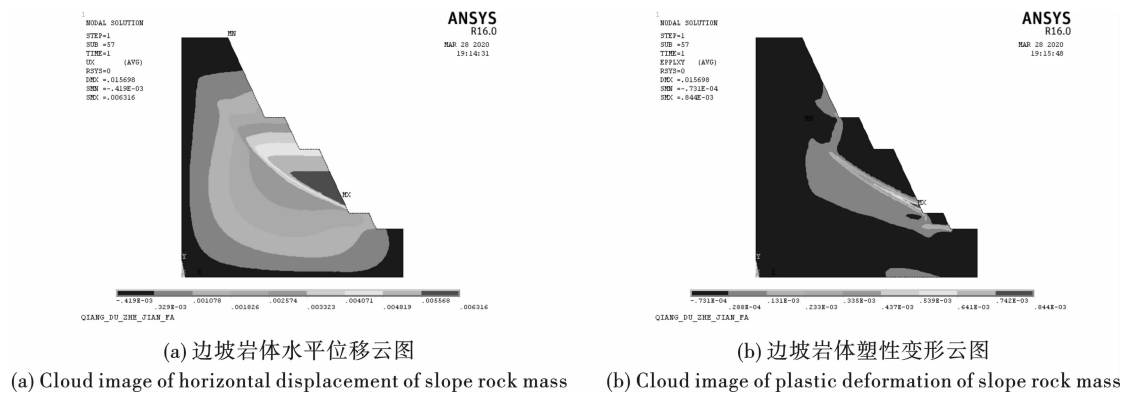 1
NODAL SOLUTION
STEP=1
SUB =57
TIME=1
UX (AVG)
RSYS=0
DMX =.015698
SMN =-.419E-03
SMX =.006316
ANSYS
R16.0
MAR 28 2020
19:14:31
MN
MX
Y
-.419E-03 .001078 .002574 .004071 .005568
.329E-03 .001826 .003323 .004819 .006316
QIANG_DU_ZHE_JIAN_FA
1
NODAL SOLUTION
STEP=1
SUB =57
TIME=1
EPPLXY (AVG)
RSYS=0
DMX =.015698
SMN =-.731E-04
SMX =.844E-03
ANSYS
R16.0
MAR 28 2020
19:15:48
MN
MX
Y
-.731E-04 .131E-03 .335E-03 .539E-03 .742E-03
.288E-04 .233E-03 .437E-03 .641E-03 .844E-03
QIANG_DU_ZHE_JIAN_FA
(a) 边坡岩体水平位移云图
(b) 边坡岩体塑性变形云图
(a) Cloud image of horizontal displacement of slope rock mass
(b) Cloud image of plastic deformation of slope rock mass